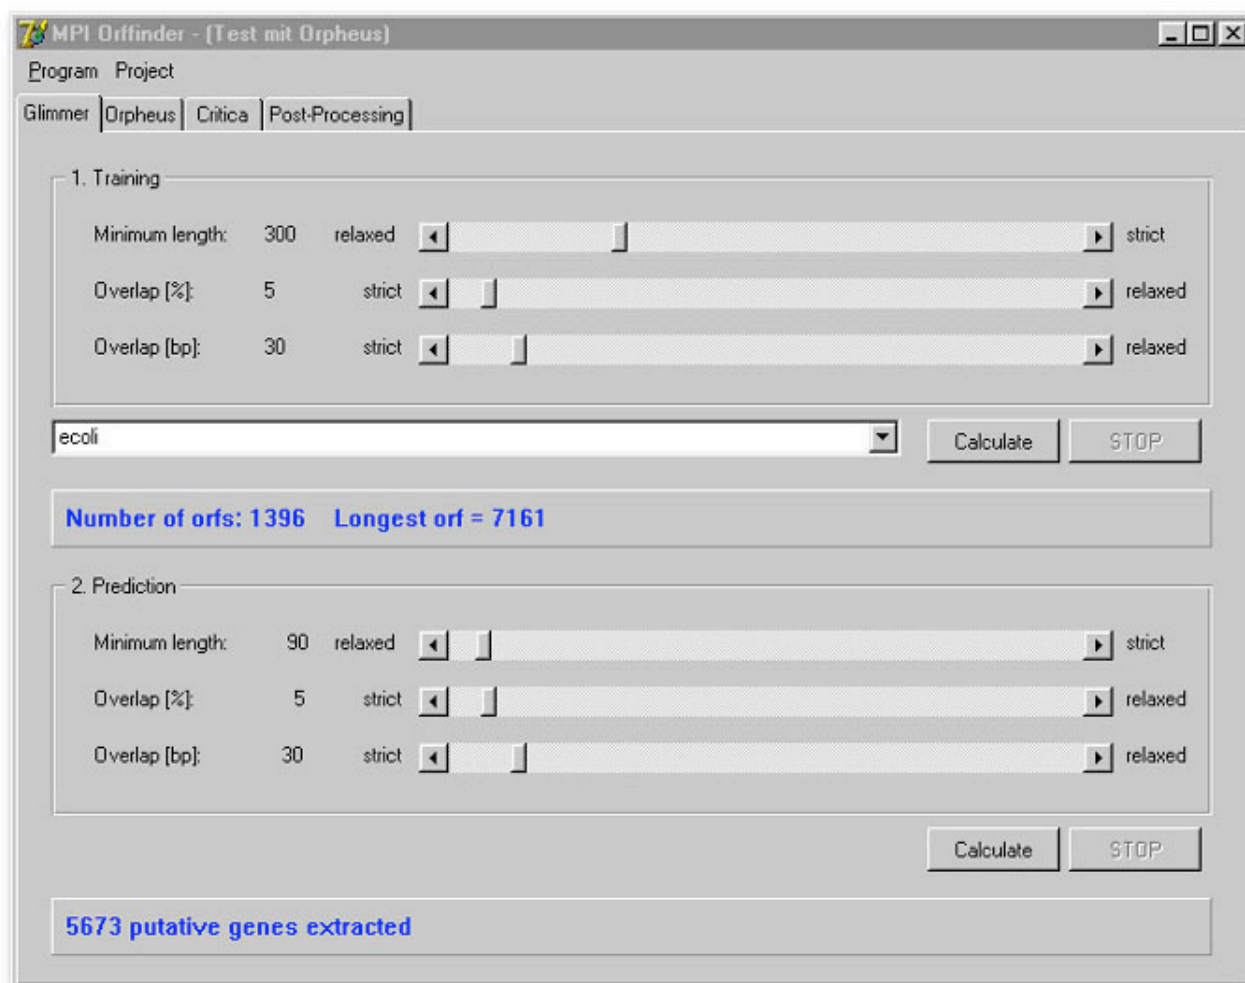 MPI Orffinder - (Test mit Orpheus)
Program Project
Glimmer Orpheus Critica Post-Processing
1. Training
Minimum length: 300 relaxed strict
Overlap [%]: 5 strict relaxed
Overlap [bp]: 30 strict relaxed
ecoli Calculate STOP
Number of orfs: 1396 Longest orf = 7161
2. Prediction
Minimum length: 90 relaxed strict
Overlap [%]: 5 strict relaxed
Overlap [bp]: 30 strict relaxed
Calculate STOP
5673 putative genes extracted